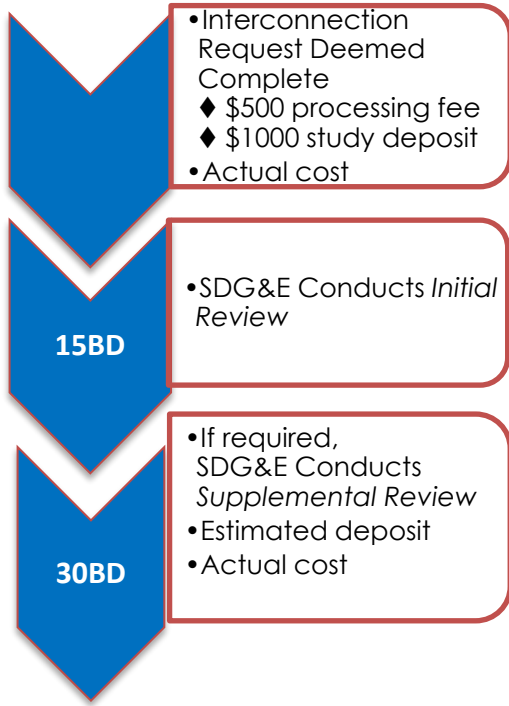 •Interconnection
Request Deemed
Complete
♦ $500 processing fee
♦ $1000 study deposit
•Actual cost
15BD
•SDG&E Conducts Initial
Review
30BD
•If required,
SDG&E Conducts
Supplemental Review
•Estimated deposit
•Actual cost